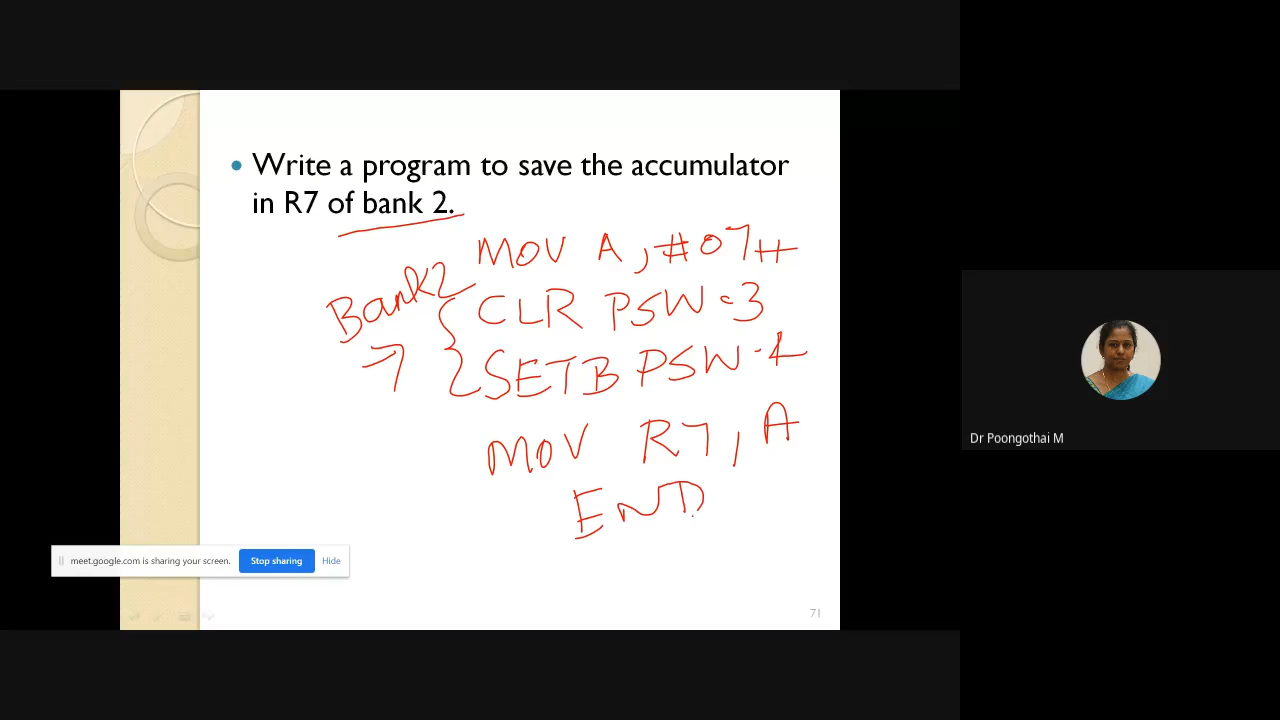 • Write a program to save the accumulator
in R7 of bank 2.
MOV A, #07H
Bank2
CLR PSW.3
→ SETB PSW.4
MOV R7, A
END
meet.google.com is sharing your screen. Stop sharing Hide
71
Dr Poongothai M